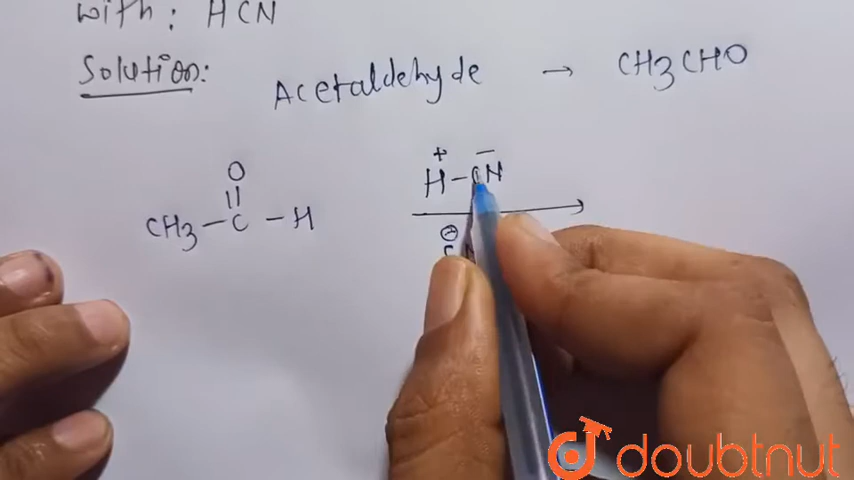 with: HCN
Solution: Acetaldehyde → CH3CHO
O
+ −
H−CN
CH3−C−H
⊖
doubtnut